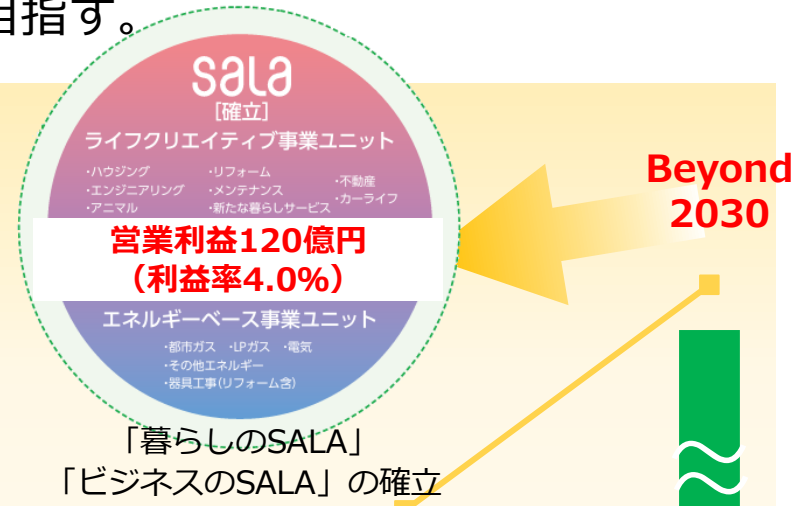 目指す。
sala
［確立］
ライフクリエイティブ事業ユニット
・ハウジング ・リフォーム ・不動産
・エンジニアリング ・メンテナンス ・カーライフ
・アニマル ・新たな暮らしサービス
営業利益120億円
（利益率4.0%）
エネルギーベース事業ユニット
・都市ガス ・LPガス ・電気
・その他エネルギー
・器具工事(リフォーム含)
「暮らしのSALA」
「ビジネスのSALA」の確立
Beyond
2030